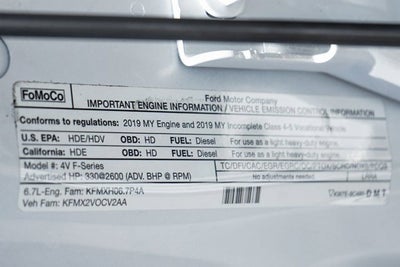 FoMoCo
Ford Motor Company
IMPORTANT ENGINE INFORMATION / VEHICLE EMISSION CONTROL INFORMATION
Conforms to regulations: 2019 MY Engine and 2019 MY Incomplete Class 4-5 Vocational Vehicle
U.S. EPA: HDE/HDV OBD: HD FUEL: Diesel For use as a light heavy-duty engine.
California: HDE OBD: HD FUEL: Diesel For use as a light heavy-duty engine.
Model #: 4V F-Series
Advertised HP: 330@2600 (ADV. BHP @ RPM)
No adjustments needed.
6.7L-Eng. Fam: KFMXH06.7P4A
Veh Fam: KFMX2VOCV2AA
DMT